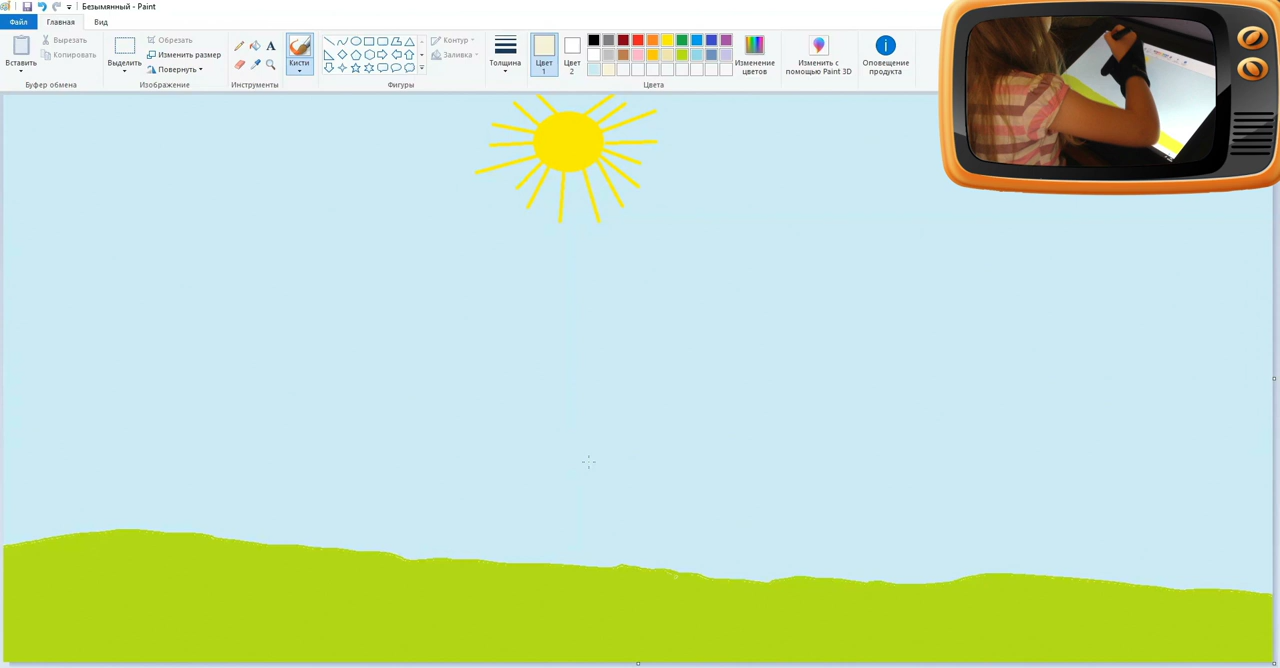 Безымянный - Paint
Файл Главная Вид
Вставить
Вырезать
Копировать
Буфер обмена
Выделить
Обрезать
Изменить размер
Повернуть
Изображение
A
Инструменты
Кисти
Фигуры
Контур
Заливка
Толщина
Цвет 1
Цвет 2
Изменение цветов
Цвета
Изменить с помощью Paint 3D
Оповещение продукта